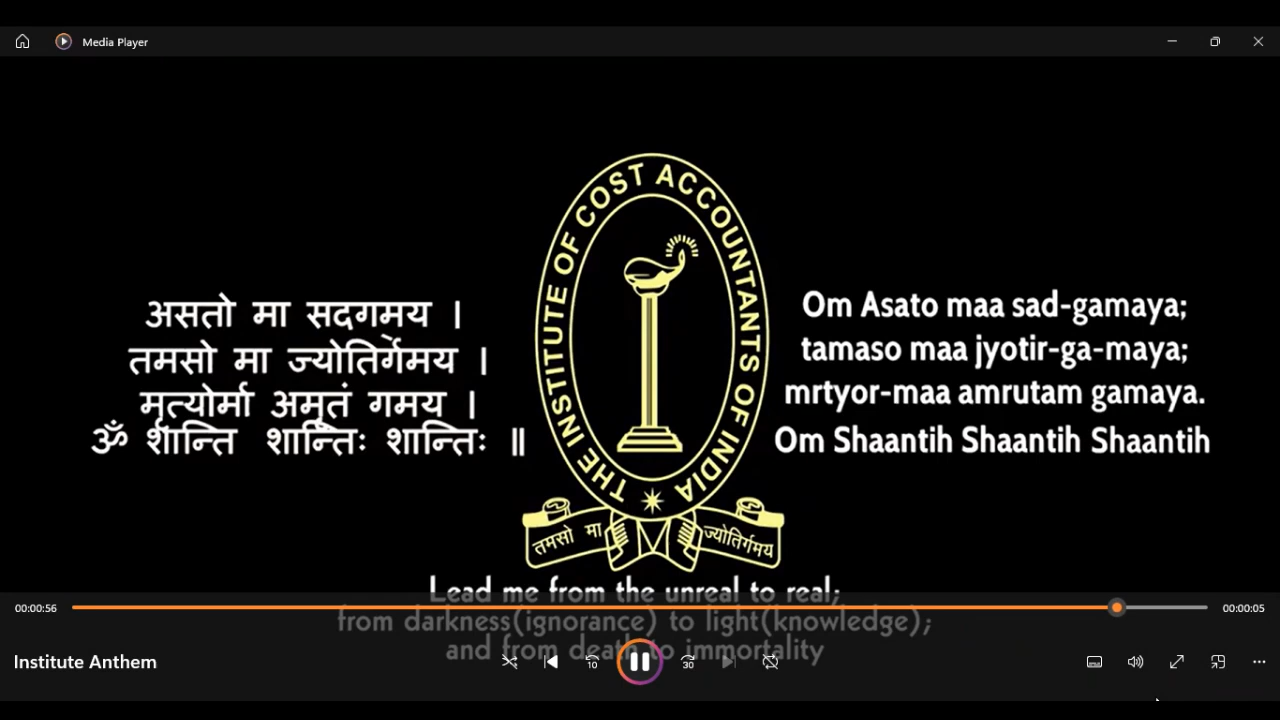 Media Player
असतो मा सदगमय ।
तमसो मा ज्योतिर्गेमय ।
मृत्योर्मा अमृतं गमय ।
ॐ शान्ति शान्तिः शान्तिः ॥
THE INSTITUTE OF COST ACCOUNTANTS OF INDIA
तमसो मा ज्योतिर्गमय
Om Asato maa sad-gamaya;
tamaso maa jyotir-ga-maya;
mrtyor-maa amrutam gamaya.
Om Shaantih Shaantih Shaantih
Lead me from the unreal to real;
from darkness(ignorance) to light(knowledge);
and from death to immortality
00:00:56
00:00:05
Institute Anthem
10
30